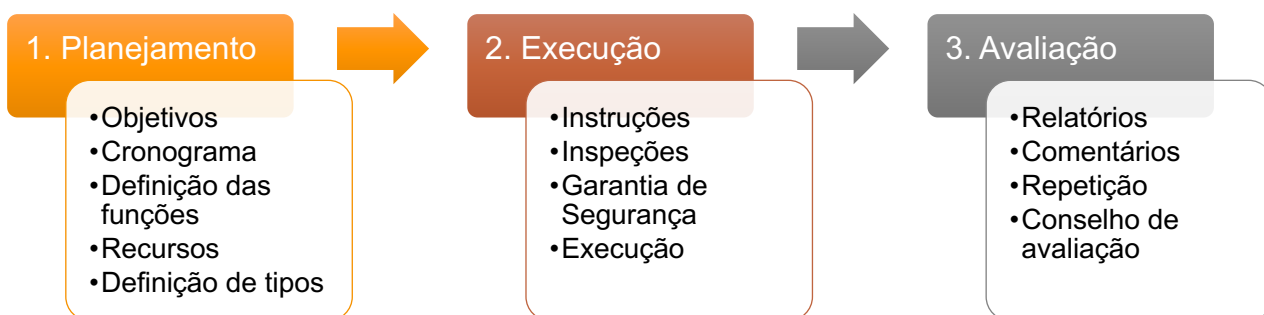 1. Planejamento
•Objetivos
•Cronograma
•Definição das
funções
•Recursos
•Definição de tipos
2. Execução
•Instruções
•Inspeções
•Garantia de
Segurança
•Execução
3. Avaliação
•Relatórios
•Comentários
•Repetição
•Conselho de
avaliação